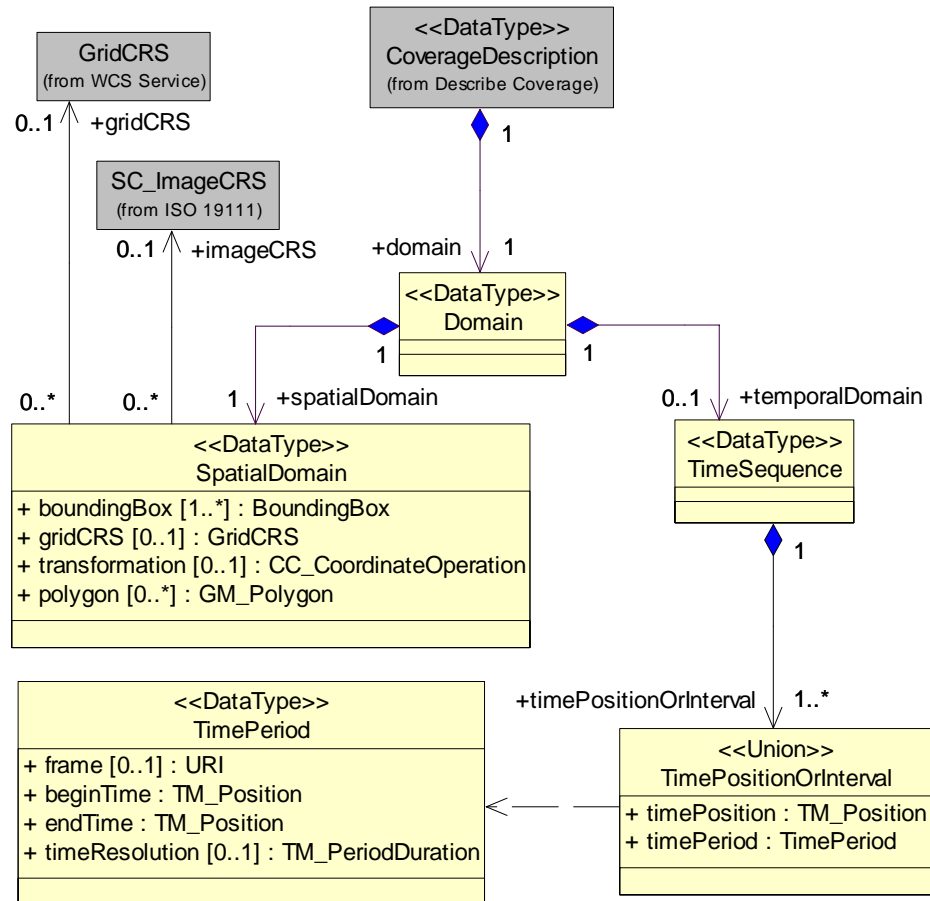 GridCRS
(from WCS Service)
<<DataType>>
CoverageDescription
(from Describe Coverage)
0..1
+gridCRS
1
SC_ImageCRS
(from ISO 19111)
0..1
+imageCRS
+domain
1
<<DataType>>
Domain
1
1
0..*
0..*
1
+spatialDomain
0..1
+temporalDomain
<<DataType>>
SpatialDomain
+ boundingBox [1..*] : BoundingBox
+ gridCRS [0..1] : GridCRS
+ transformation [0..1] : CC_CoordinateOperation
+ polygon [0..*] : GM_Polygon
<<DataType>>
TimeSequence
1
+timePositionOrInterval
1..*
<<DataType>>
TimePeriod
+ frame [0..1] : URI
+ beginTime : TM_Position
+ endTime : TM_Position
+ timeResolution [0..1] : TM_PeriodDuration
<<Union>>
TimePositionOrInterval
+ timePosition : TM_Position
+ timePeriod : TimePeriod